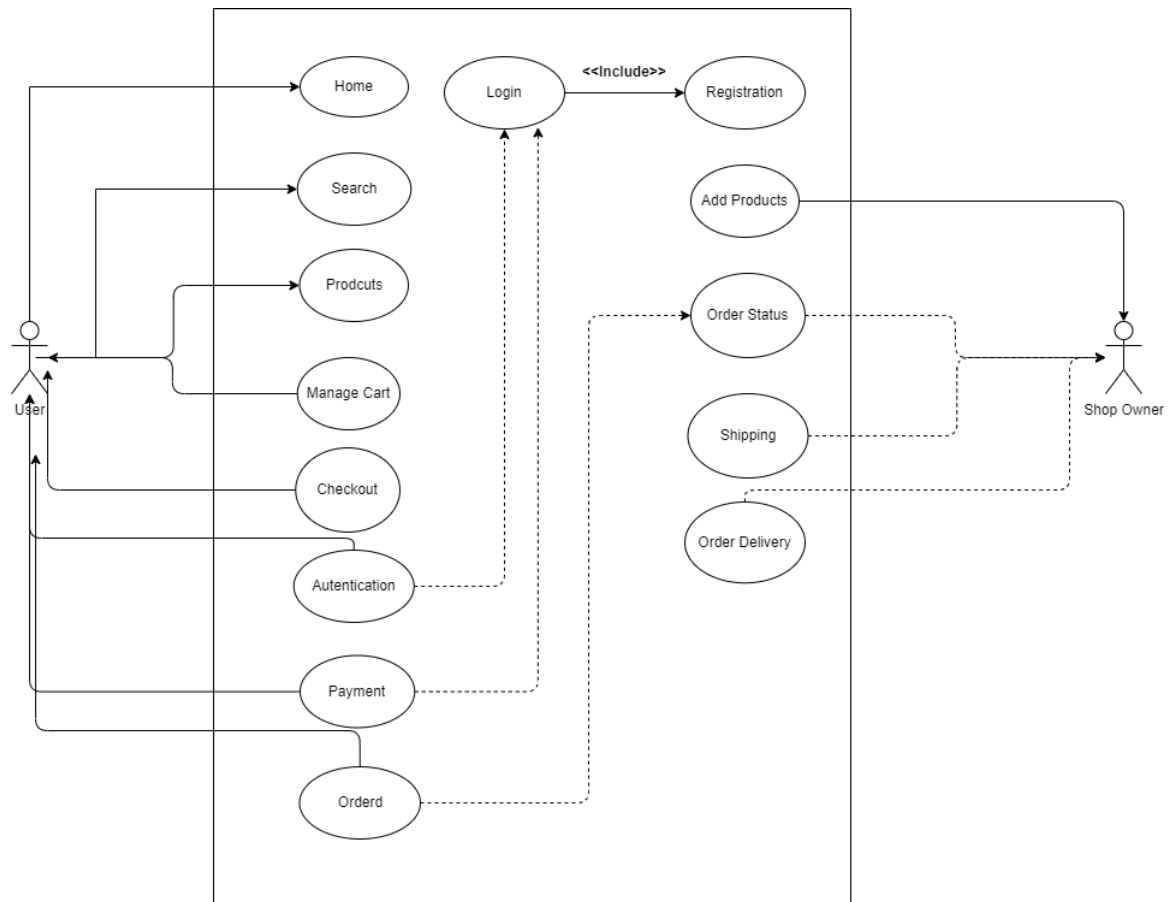 Home
Login
<<Include>>
Registration
Search
Add Products
Prodcuts
Order Status
User
Shop Owner
Manage Cart
Shipping
Checkout
Order Delivery
Autentication
Payment
Orderd